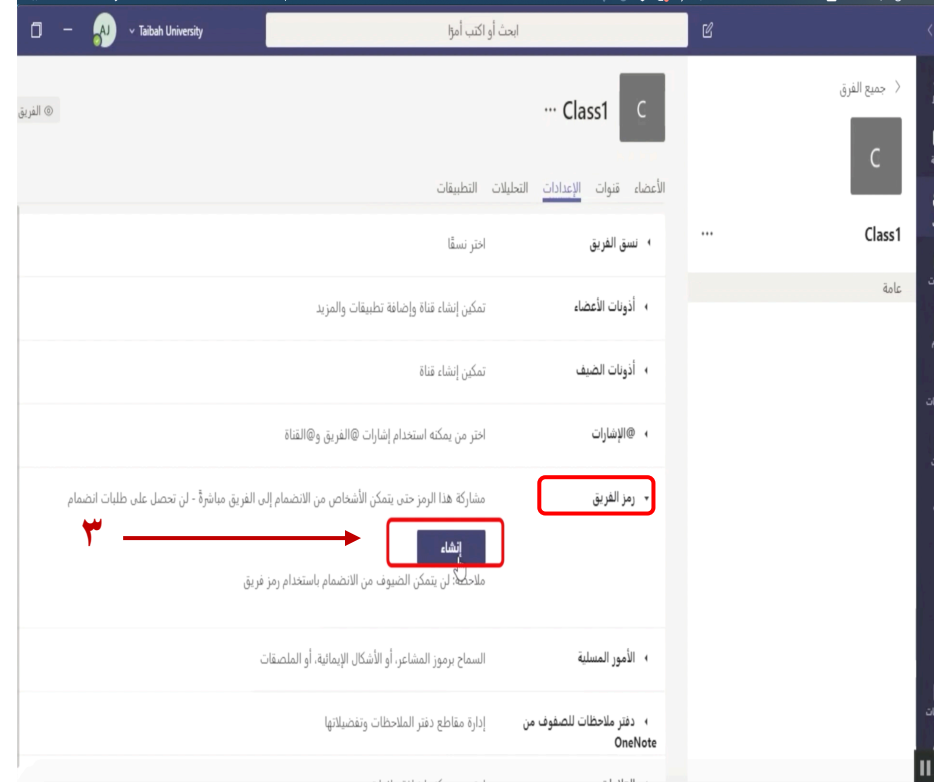 Taibah University
AJ
ابحث أو اكتب أمرًا
جميع الفرق
C
Class1
...
عامة
C
Class1 ...
الفريق
الأعضاء قنوات الإعدادات التحليلات التطبيقات
نسق الفريق
اختر نسقًا
أذونات الأعضاء
تمكين إنشاء قناة وإضافة تطبيقات والمزيد
أذونات الضيف
تمكين إنشاء قناة
@الإشارات
اختر من يمكنه استخدام إشارات @الفريق و@القناة
رمز الفريق
مشاركة هذا الرمز حتى يتمكن الأشخاص من الانضمام إلى الفريق مباشرةً - لن تحصل على طلبات انضمام
٣
إنشاء
ملاحظة: لن يتمكن الضيوف من الانضمام باستخدام رمز فريق
الأمور المسلية
السماح برموز المشاعر، أو الأشكال الإيمائية، أو الملصقات
دفتر ملاحظات للصفوف من
OneNote
إدارة مقاطع دفتر الملاحظات وتفضيلاتها